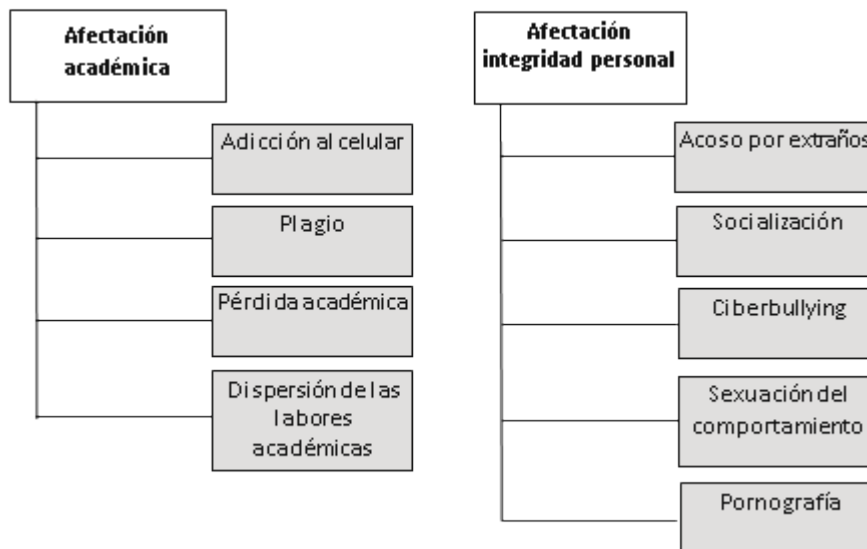 Afectación
académica
Adicción al celular
Plagio
Pérdida académica
Dispersión de las
labores
académicas
Afectación
integridad personal
Acoso por extraños
Socialización
Ciberbullying
Sexuación del
comportamiento
Pornografía